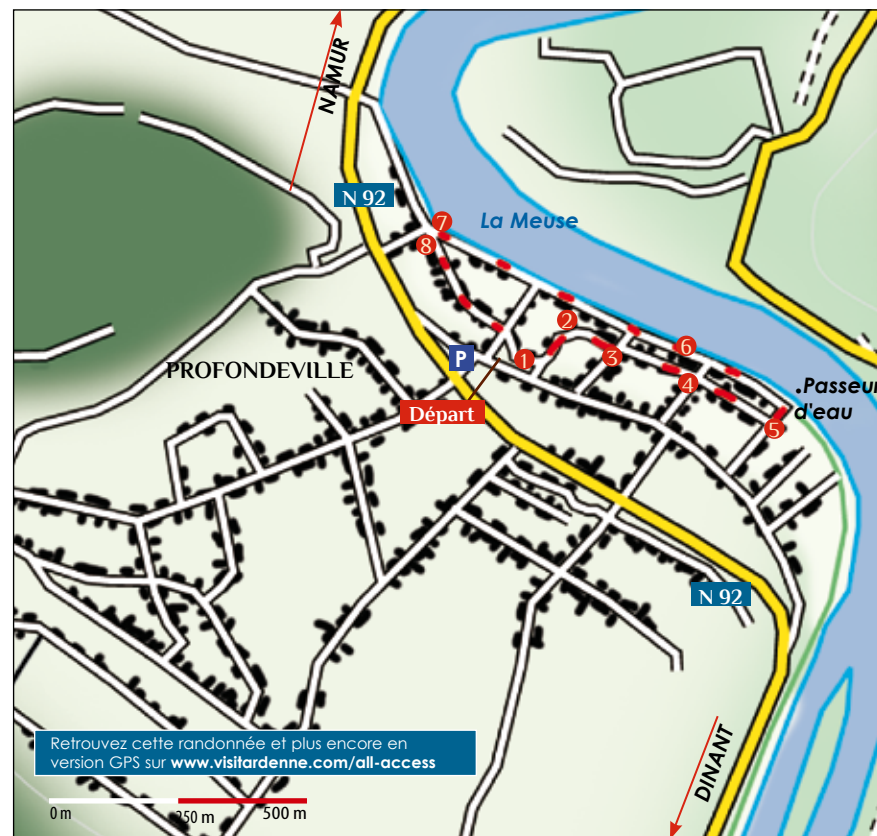 NAMUR
N 92
La Meuse
7
8
2
1
3
6
4
5
P
PROFONDEVILLE
Départ
.Passeur
d'eau
N 92
DINANT
Retrouvez cette randonnée et plus encore en
version GPS sur www.visitardenne.com/all-access
0 m 250 m 500 m